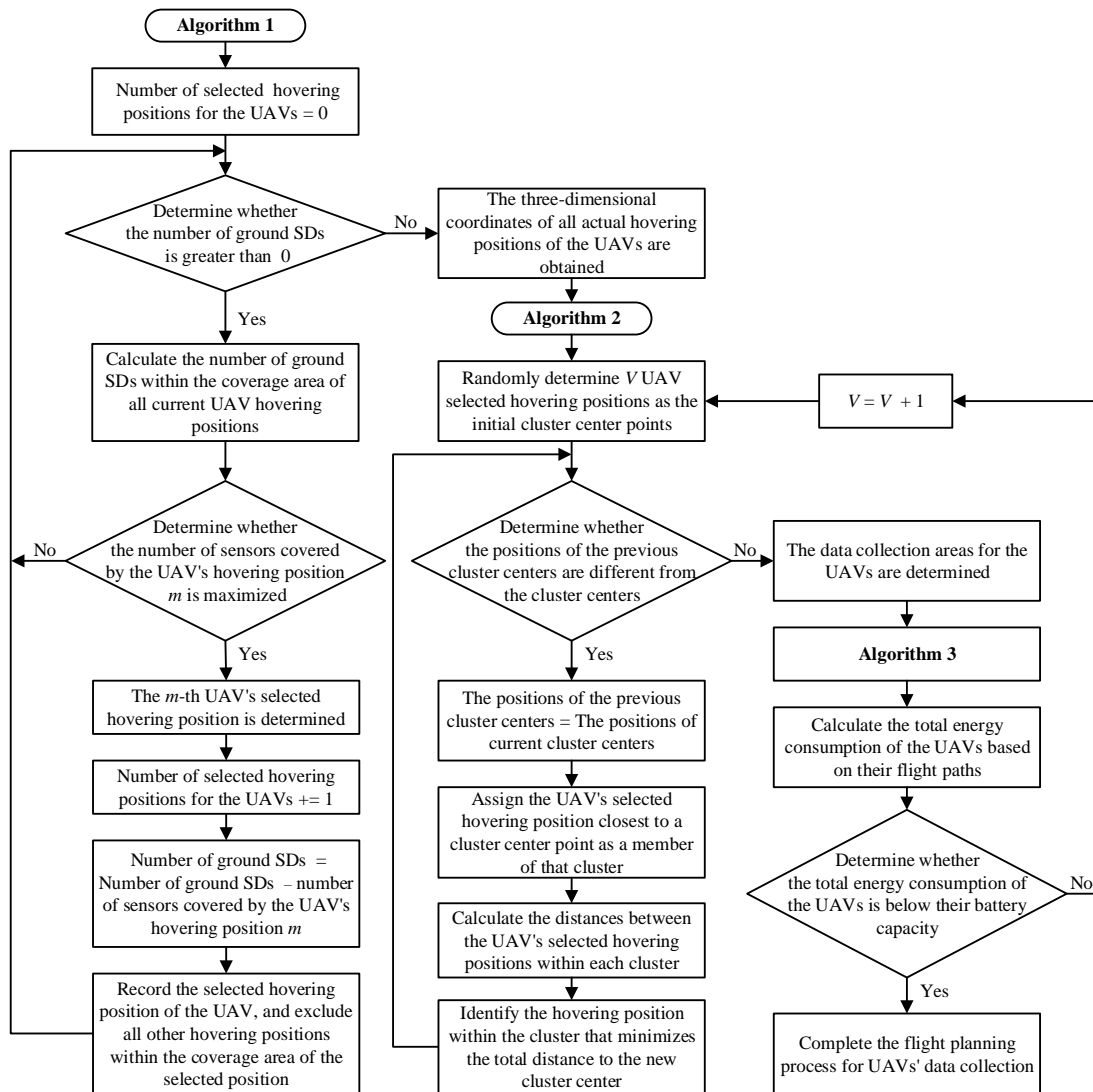 Algorithm 1
Number of selected hovering
positions for the UAVs = 0
Determine whether
the number of ground SDs
is greater than 0
No
Yes
Calculate the number of ground
SDs within the coverage area of
all current UAV hovering
positions
Determine whether
the number of sensors covered
by the UAV's hovering position
m is maximized
No
Yes
The m-th UAV's selected
hovering position is determined
Number of selected hovering
positions for the UAVs += 1
Number of ground SDs =
Number of ground SDs – number
of sensors covered by the UAV's
hovering position m
Record the selected hovering
position of the UAV, and exclude
all other hovering positions
within the coverage area of the
selected position
The three-dimensional
coordinates of all actual hovering
positions of the UAVs are
obtained
Algorithm 2
Randomly determine V UAV
selected hovering positions as the
initial cluster center points
V = V + 1
Determine whether
the positions of the previous
cluster centers are different from
the cluster centers
No
Yes
The positions of the previous
cluster centers = The positions of
current cluster centers
Assign the UAV's selected
hovering position closest to a
cluster center point as a member
of that cluster
Calculate the distances between
the UAV's selected hovering
positions within each cluster
Identify the hovering position
within the cluster that minimizes
the total distance to the new
cluster center
The data collection areas for the
UAVs are determined
Algorithm 3
Calculate the total energy
consumption of the UAVs based
on their flight paths
Determine whether
the total energy consumption of
the UAVs is below their battery
capacity
No
Yes
Complete the flight planning
process for UAVs' data collection